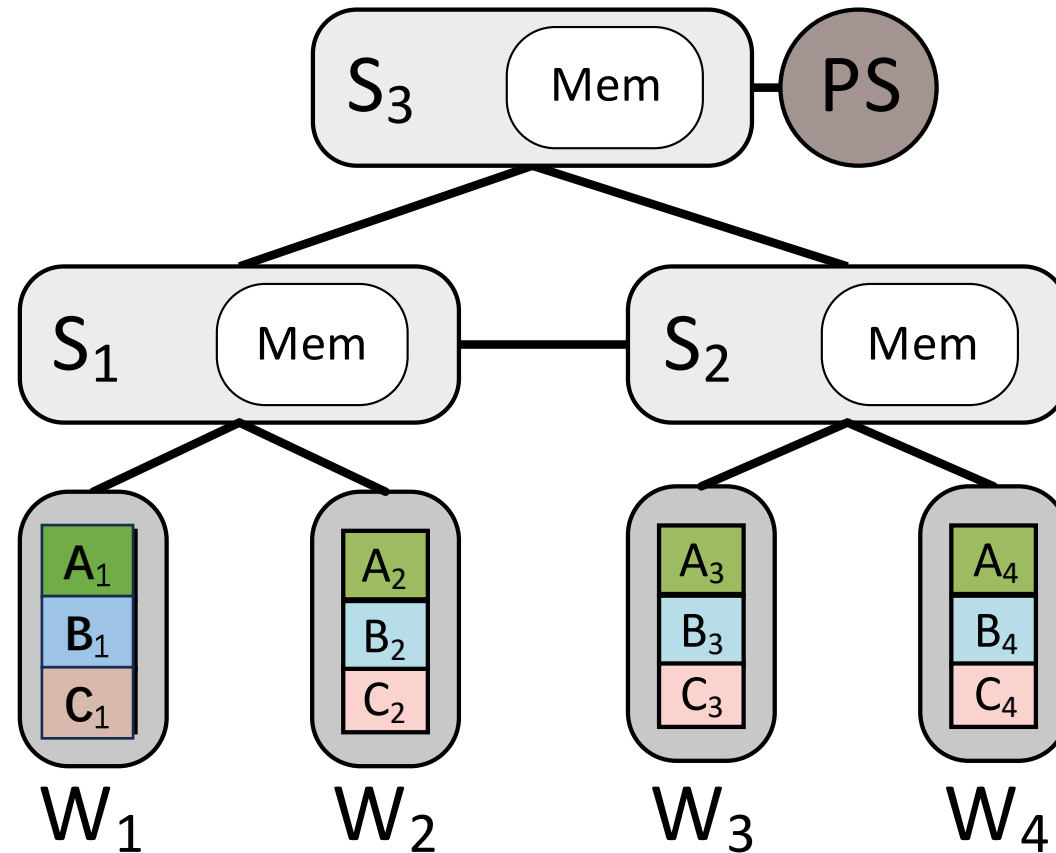 S₃ Mem PS
S₁ Mem S₂ Mem
A₁ A₂ A₃ A₄
B₁ B₂ B₃ B₄
C₁ C₂ C₃ C₄
W₁ W₂ W₃ W₄